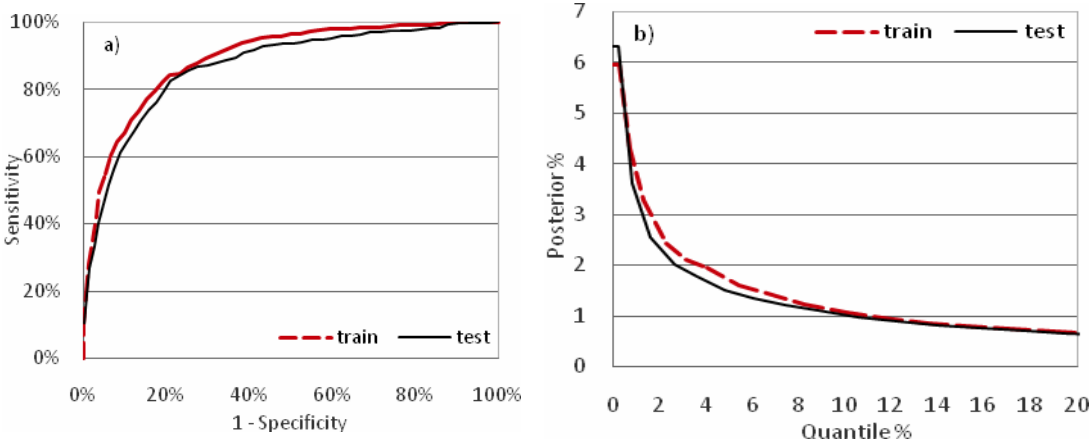 a)
100%
80%
60%
40%
20%
0%
Sensitivity
train test
0% 20% 40% 60% 80% 100%
1 - Specificity
b)
train test
7
6
5
4
3
2
1
0
Posterior %
0 2 4 6 8 10 12 14 16 18 20
Quantile %